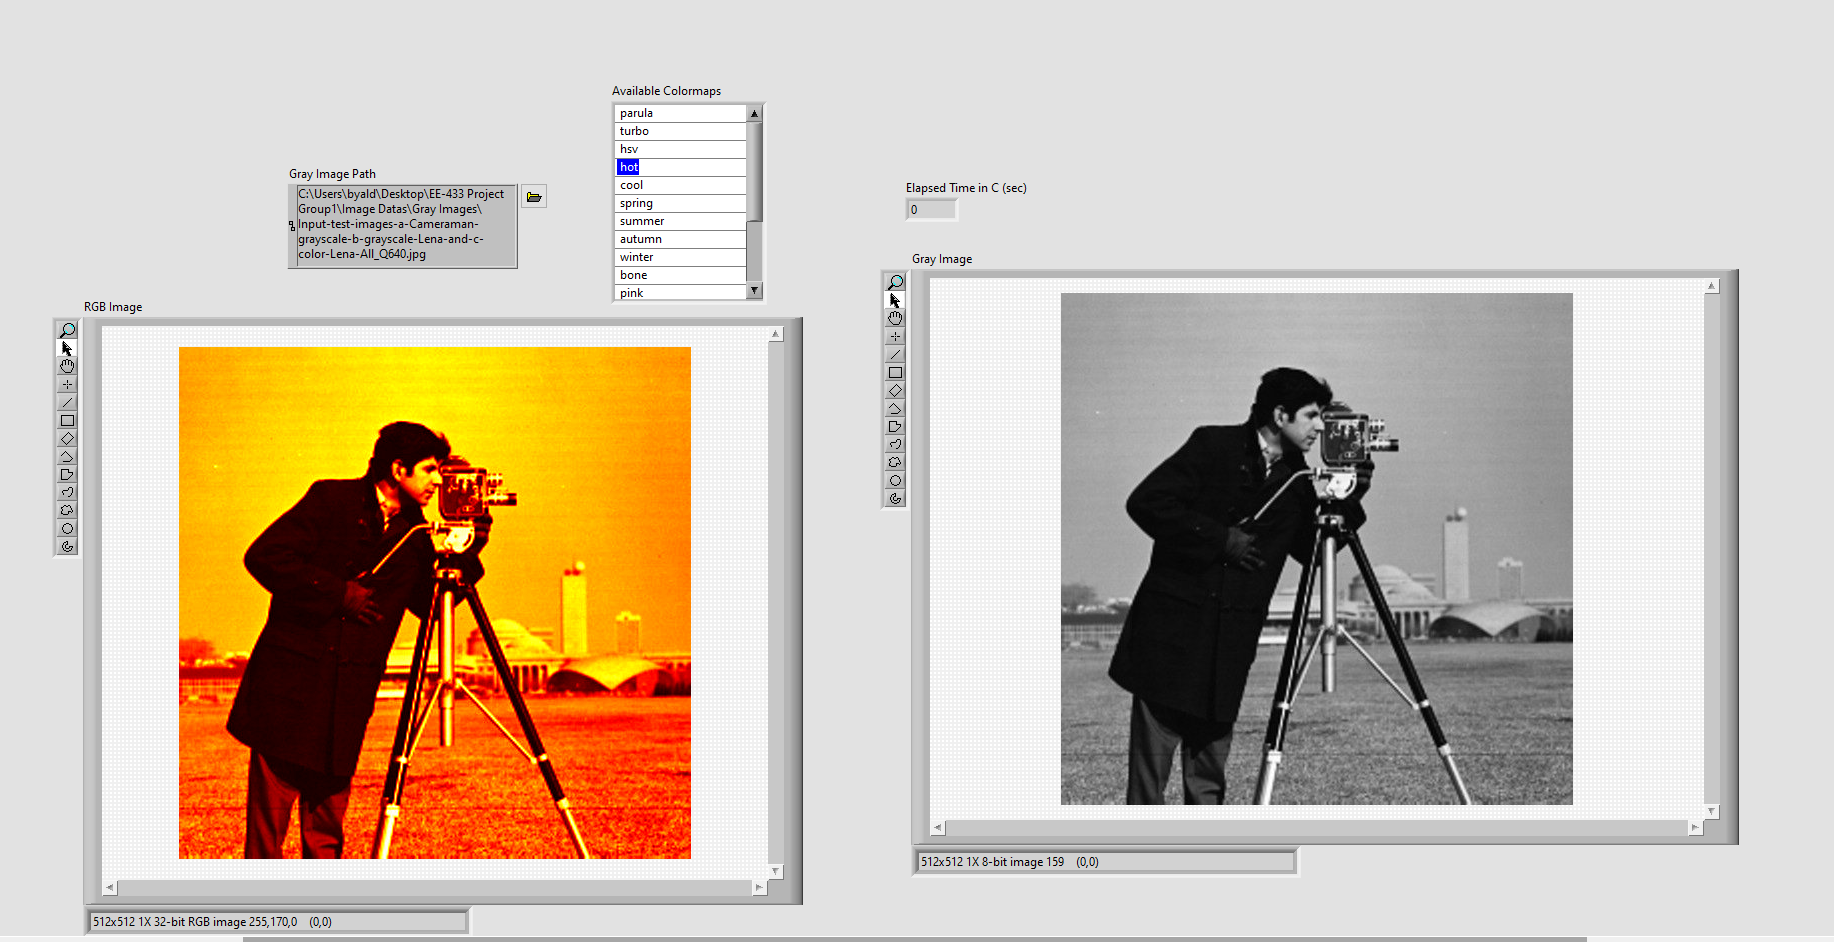 Available Colormaps
parula
turbo
hsv
hot
cool
spring
summer
autumn
winter
bone
pink
Gray Image Path
C:\Users\byald\Desktop\EE-433 Project
Group1\Image Datas\Gray Images\
Input-test-images-a-Cameraman-
grayscale-b-grayscale-Lena-and-c-
color-Lena-All_Q640.jpg
Elapsed Time in C (sec)
0
Gray Image
RGB Image
512x512 1X 8-bit image 159 (0,0)
512x512 1X 32-bit RGB image 255,170,0 (0,0)